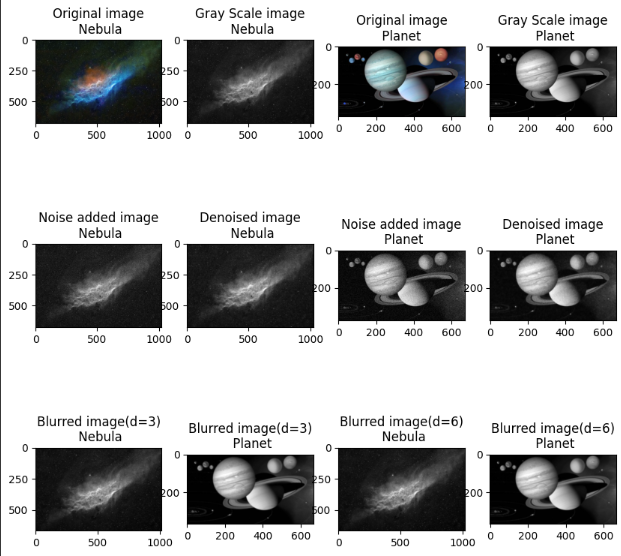 Original image
Nebula
Gray Scale image
Nebula
Original image
Planet
Gray Scale image
Planet
0
250
500
0 500 1000
250
500
0 500 1000
0
200
0 200 400 600
0
200
0 200 400 600
Noise added image
Nebula
Denoised image
Nebula
Noise added image
Planet
Denoised image
Planet
0
250
500
0 500 1000
0
250
500
0 500 1000
0
200
0 200 400 600
0
200
0 200 400 600
Blurred image(d=3)
Nebula
Blurred image(d=3)
Planet
Blurred image(d=6)
Nebula
Blurred image(d=6)
Planet
0
250
500
0 500 1000
0
200
0 200 400 600
0
250
500
0 500 1000
0
200
0 200 400 600